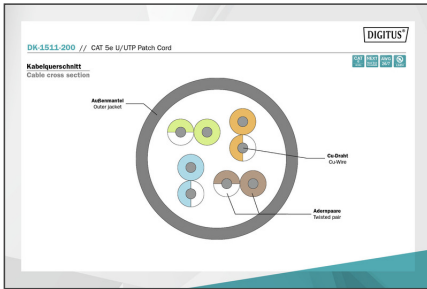 DIGITUS®
DK-1511-200 // CAT 5e U/UTP Patch Cord
Kabelquerschnitt
Cable cross section
Außenmantel
Outer jacket
Cu-Draht
Cu-Wire
Adernpaare
Twisted pair